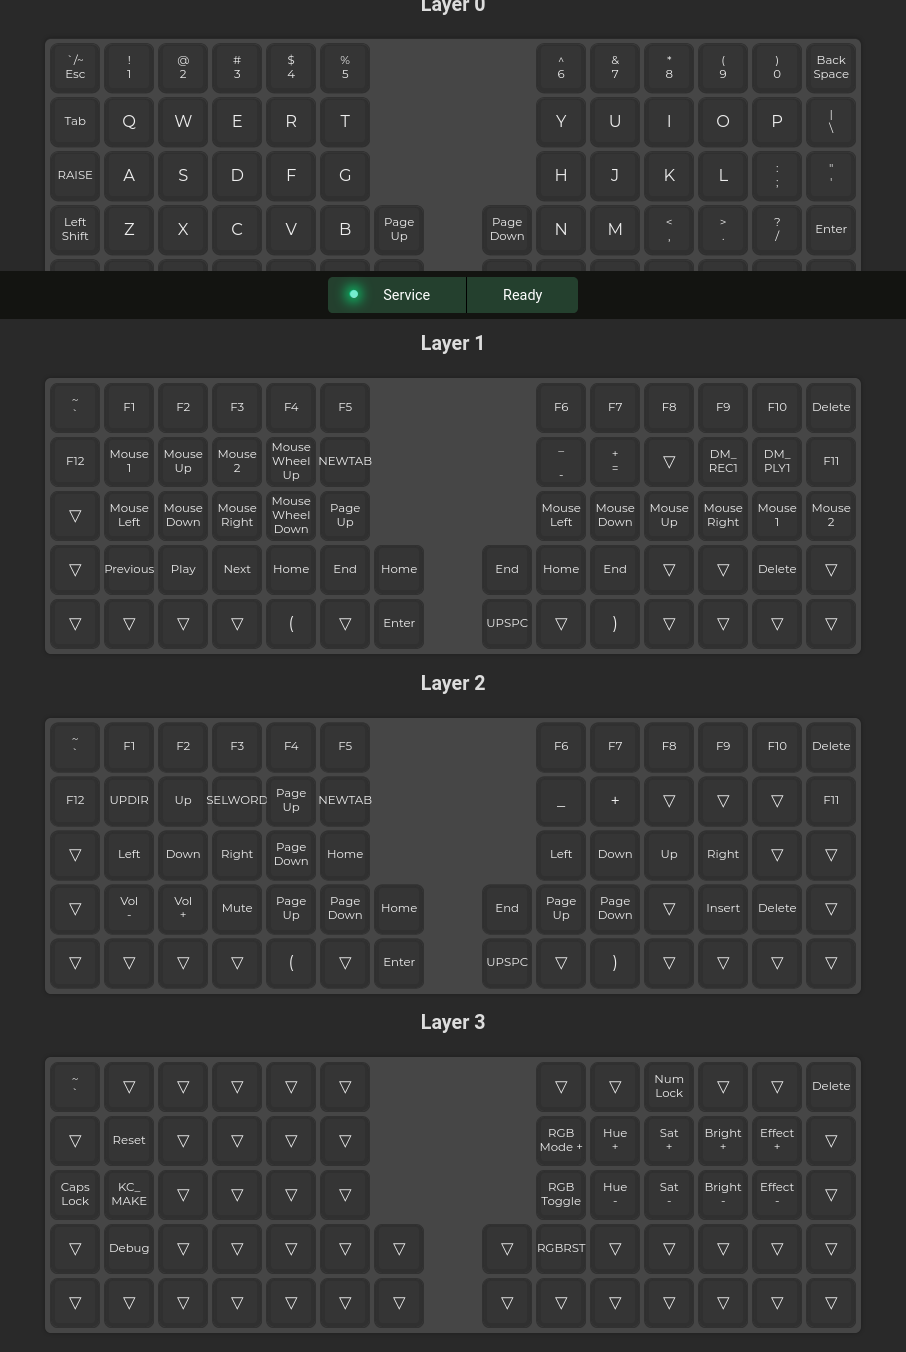 Layer 0
`/~ ! @ # $ % ^ & * ( ) Back
Esc 1 2 3 4 5 6 7 8 9 0 Space
Tab Q W E R T Y U I O P | \
RAISE A S D F G H J K L : ; " '
Left Shift Z X C V B Page Up Page Down N M < , > . ? / Enter
Service Ready
Layer 1
~ ` F1 F2 F3 F4 F5 F6 F7 F8 F9 F10 Delete
F12 Mouse 1 Mouse Up Mouse 2 Mouse Wheel Up NEWTAB _ - + = ▽ DM_ REC1 DM_ PLY1 F11
▽ Mouse Left Mouse Down Mouse Right Mouse Wheel Down Page Up Mouse Left Mouse Down Mouse Up Mouse Right Mouse 1 Mouse 2
▽ Previous Play Next Home End Home End Home End ▽ ▽ Delete ▽
▽ ▽ ▽ ▽ ( ▽ Enter UPSPC ▽ ) ▽ ▽ ▽ ▽
Layer 2
~ ` F1 F2 F3 F4 F5 F6 F7 F8 F9 F10 Delete
F12 UPDIR Up SELWORD Page Up NEWTAB _ + ▽ ▽ ▽ F11
▽ Left Down Right Page Down Home Left Down Up Right ▽ ▽
▽ Vol - Vol + Mute Page Up Page Down Home End Page Up Page Down ▽ Insert Delete ▽
▽ ▽ ▽ ▽ ( ▽ Enter UPSPC ▽ ) ▽ ▽ ▽ ▽
Layer 3
~ ` ▽ ▽ ▽ ▽ ▽ ▽ ▽ Num Lock ▽ ▽ Delete
▽ Reset ▽ ▽ ▽ ▽ RGB Mode + Hue + Sat + Bright + Effect + ▽
Caps Lock KC_ MAKE ▽ ▽ ▽ ▽ RGB Toggle Hue - Sat - Bright - Effect - ▽
▽ Debug ▽ ▽ ▽ ▽ ▽ ▽ RGBRST ▽ ▽ ▽ ▽ ▽
▽ ▽ ▽ ▽ ▽ ▽ ▽ ▽ ▽ ▽ ▽ ▽ ▽ ▽